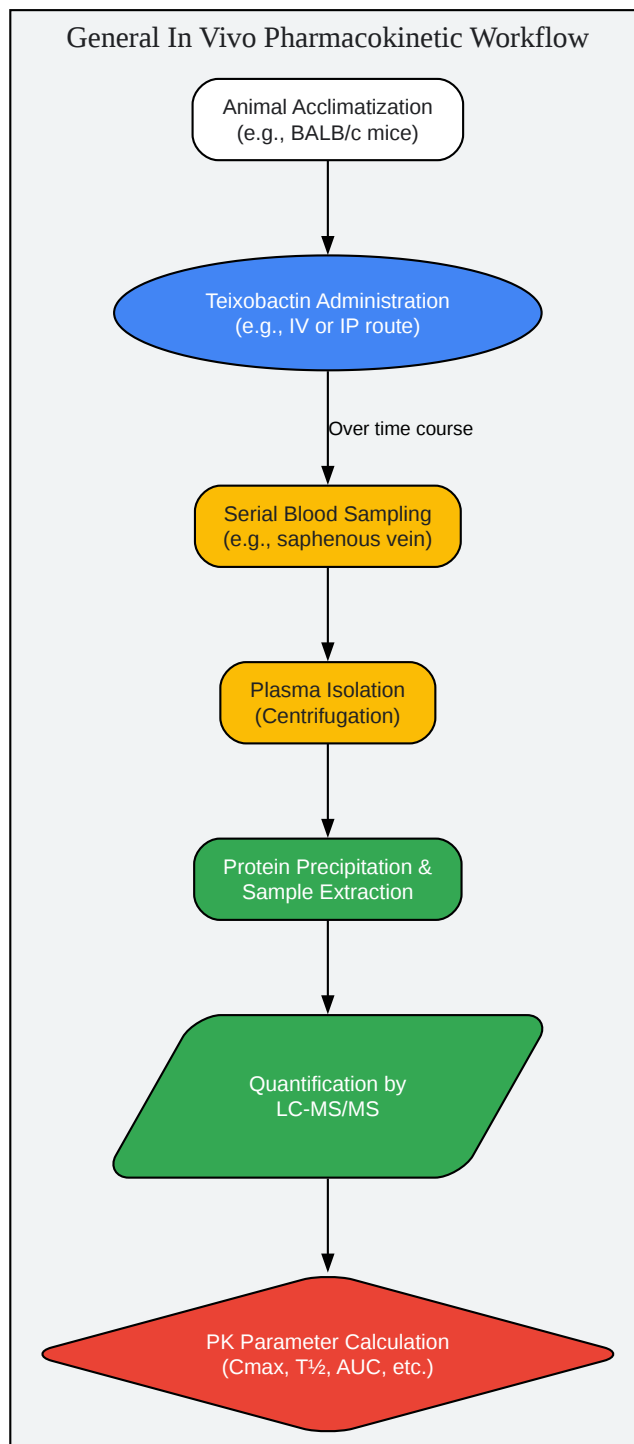 General In Vivo Pharmacokinetic Workflow
Animal Acclimatization
(e.g., BALB/c mice)
Teixobactin Administration
(e.g., IV or IP route)
Over time course
Serial Blood Sampling
(e.g., saphenous vein)
Plasma Isolation
(Centrifugation)
Protein Precipitation &
Sample Extraction
Quantification by
LC-MS/MS
PK Parameter Calculation
(Cmax, T½, AUC, etc.)